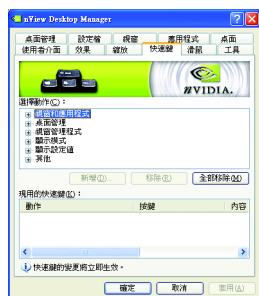 nView Desktop Manager
桌面管理 設定檔 視窗 應用程式 桌面
使用者介面 效果 縮放 快速鍵 滑鼠 工具
nVIDIA.
選擇動作(C)：
視窗和應用程式
桌面管理
視窗管理程式
顯示模式
顯示設定值
其他
新增(D)... 移除(R) 全部移除(M)
現用的快速鍵(K)：
動作 按鍵 內容
快速鍵的變更將立即生效。
確定 取消 套用(A)